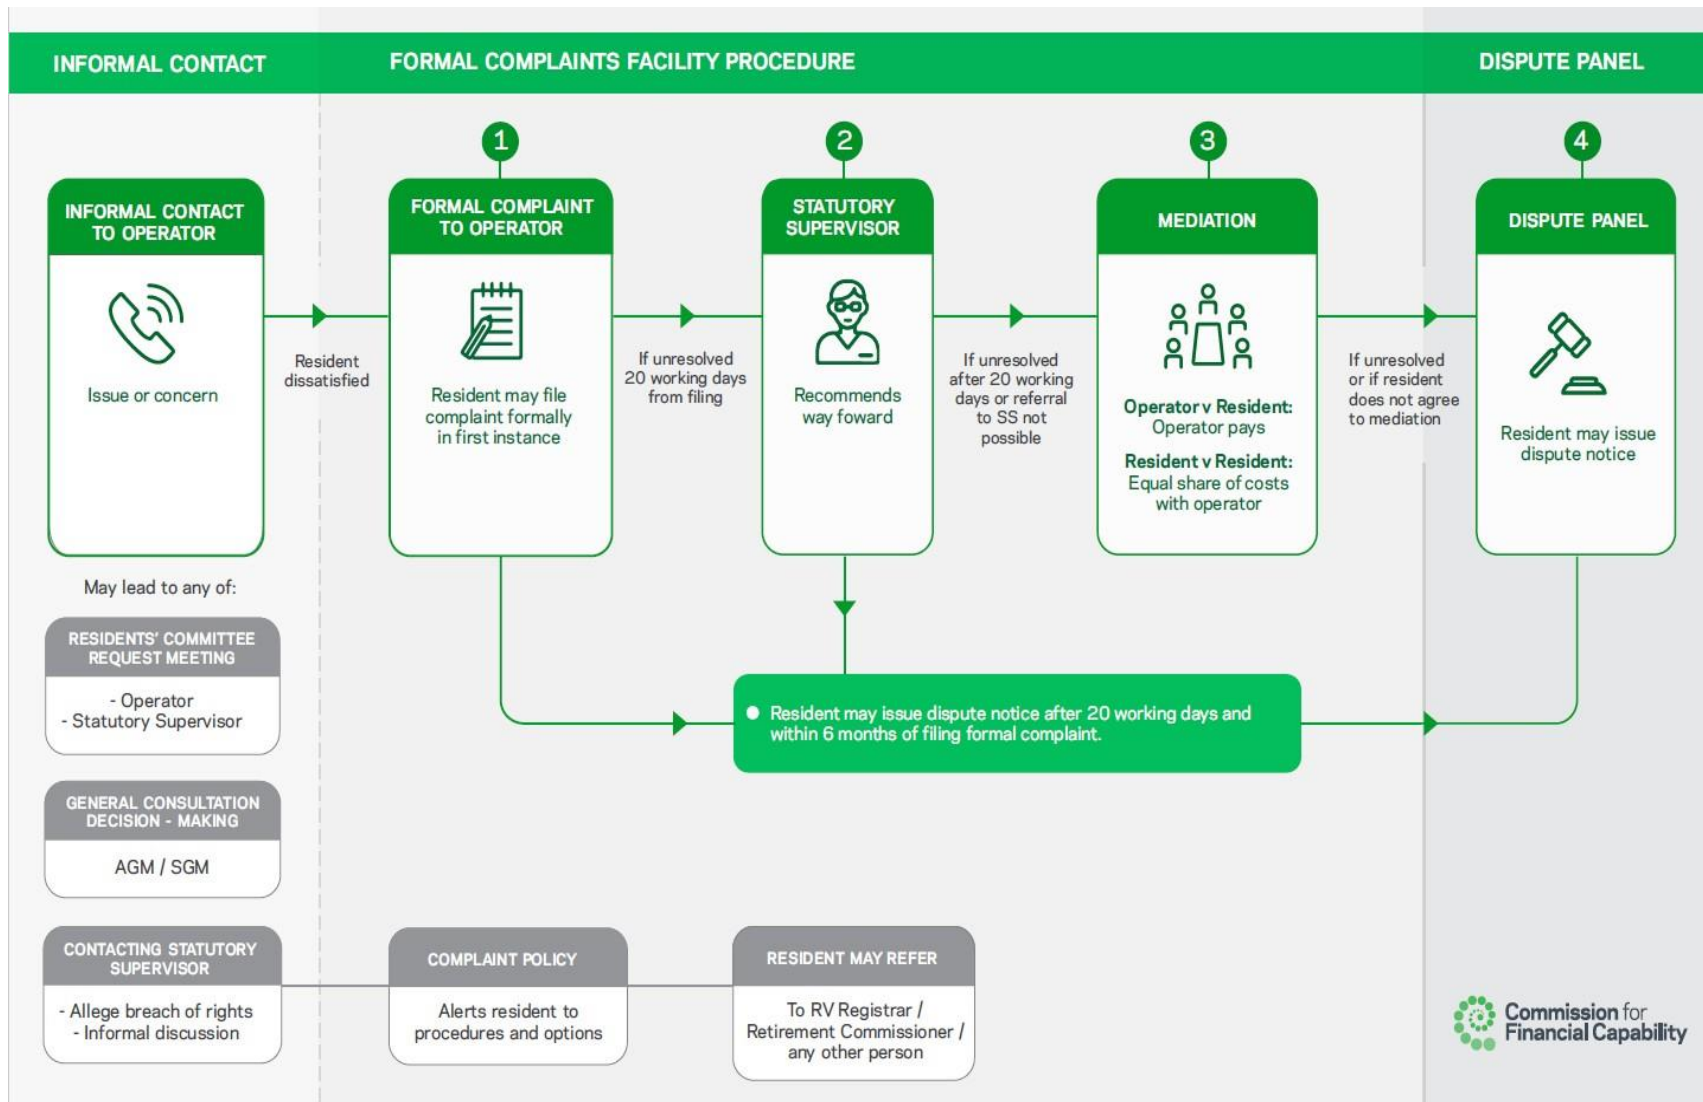 INFORMAL CONTACT
FORMAL COMPLAINTS FACILITY PROCEDURE
DISPUTE PANEL
1
2
3
4
INFORMAL CONTACT
TO OPERATOR
Issue or concern
Resident
dissatisfied
FORMAL COMPLAINT
TO OPERATOR
Resident may file
complaint formally
in first instance
If unresolved
20 working days
from filing
STATUTORY
SUPERVISOR
Recommends
way foward
If unresolved
after 20 working
days or referral
to SS not
possible
MEDIATION
Operator v Resident:
Operator pays
Resident v Resident:
Equal share of costs
with operator
If unresolved
or if resident
does not agree
to mediation
DISPUTE PANEL
Resident may issue
dispute notice
May lead to any of:
RESIDENTS' COMMITTEE
REQUEST MEETING
- Operator
- Statutory Supervisor
Resident may issue dispute notice after 20 working days and
within 6 months of filing formal complaint.
GENERAL CONSULTATION
DECISION - MAKING
AGM / SGM
CONTACTING STATUTORY
SUPERVISOR
- Allege breach of rights
- Informal discussion
COMPLAINT POLICY
Alerts resident to
procedures and options
RESIDENT MAY REFER
To RV Registrar /
Retirement Commissioner /
any other person
Commission for
Financial Capability